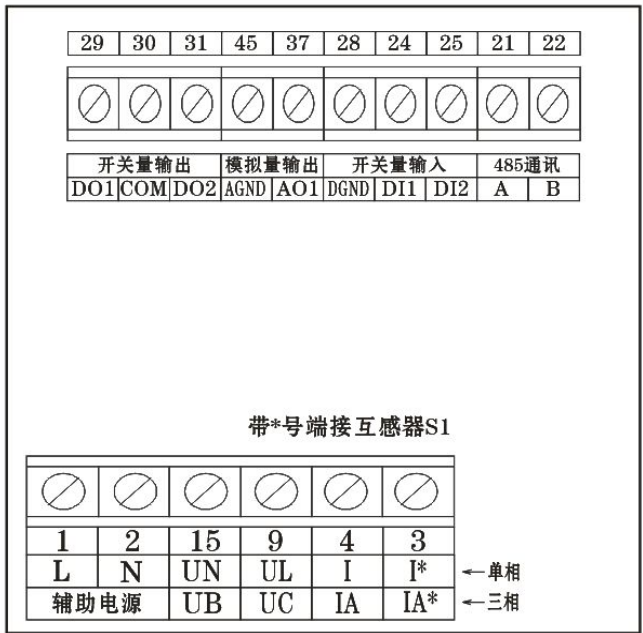 29 30 31 45 37 28 24 25 21 22
开关量输出 模拟量输出 开关量输入 485通讯
DO1 COM DO2 AGND AO1 DGND DI1 DI2 A B
带*号端接互感器S1
1 2 15 9 4 3
L N UN UL I I* ←单相
辅助电源 UB UC IA IA* ←三相